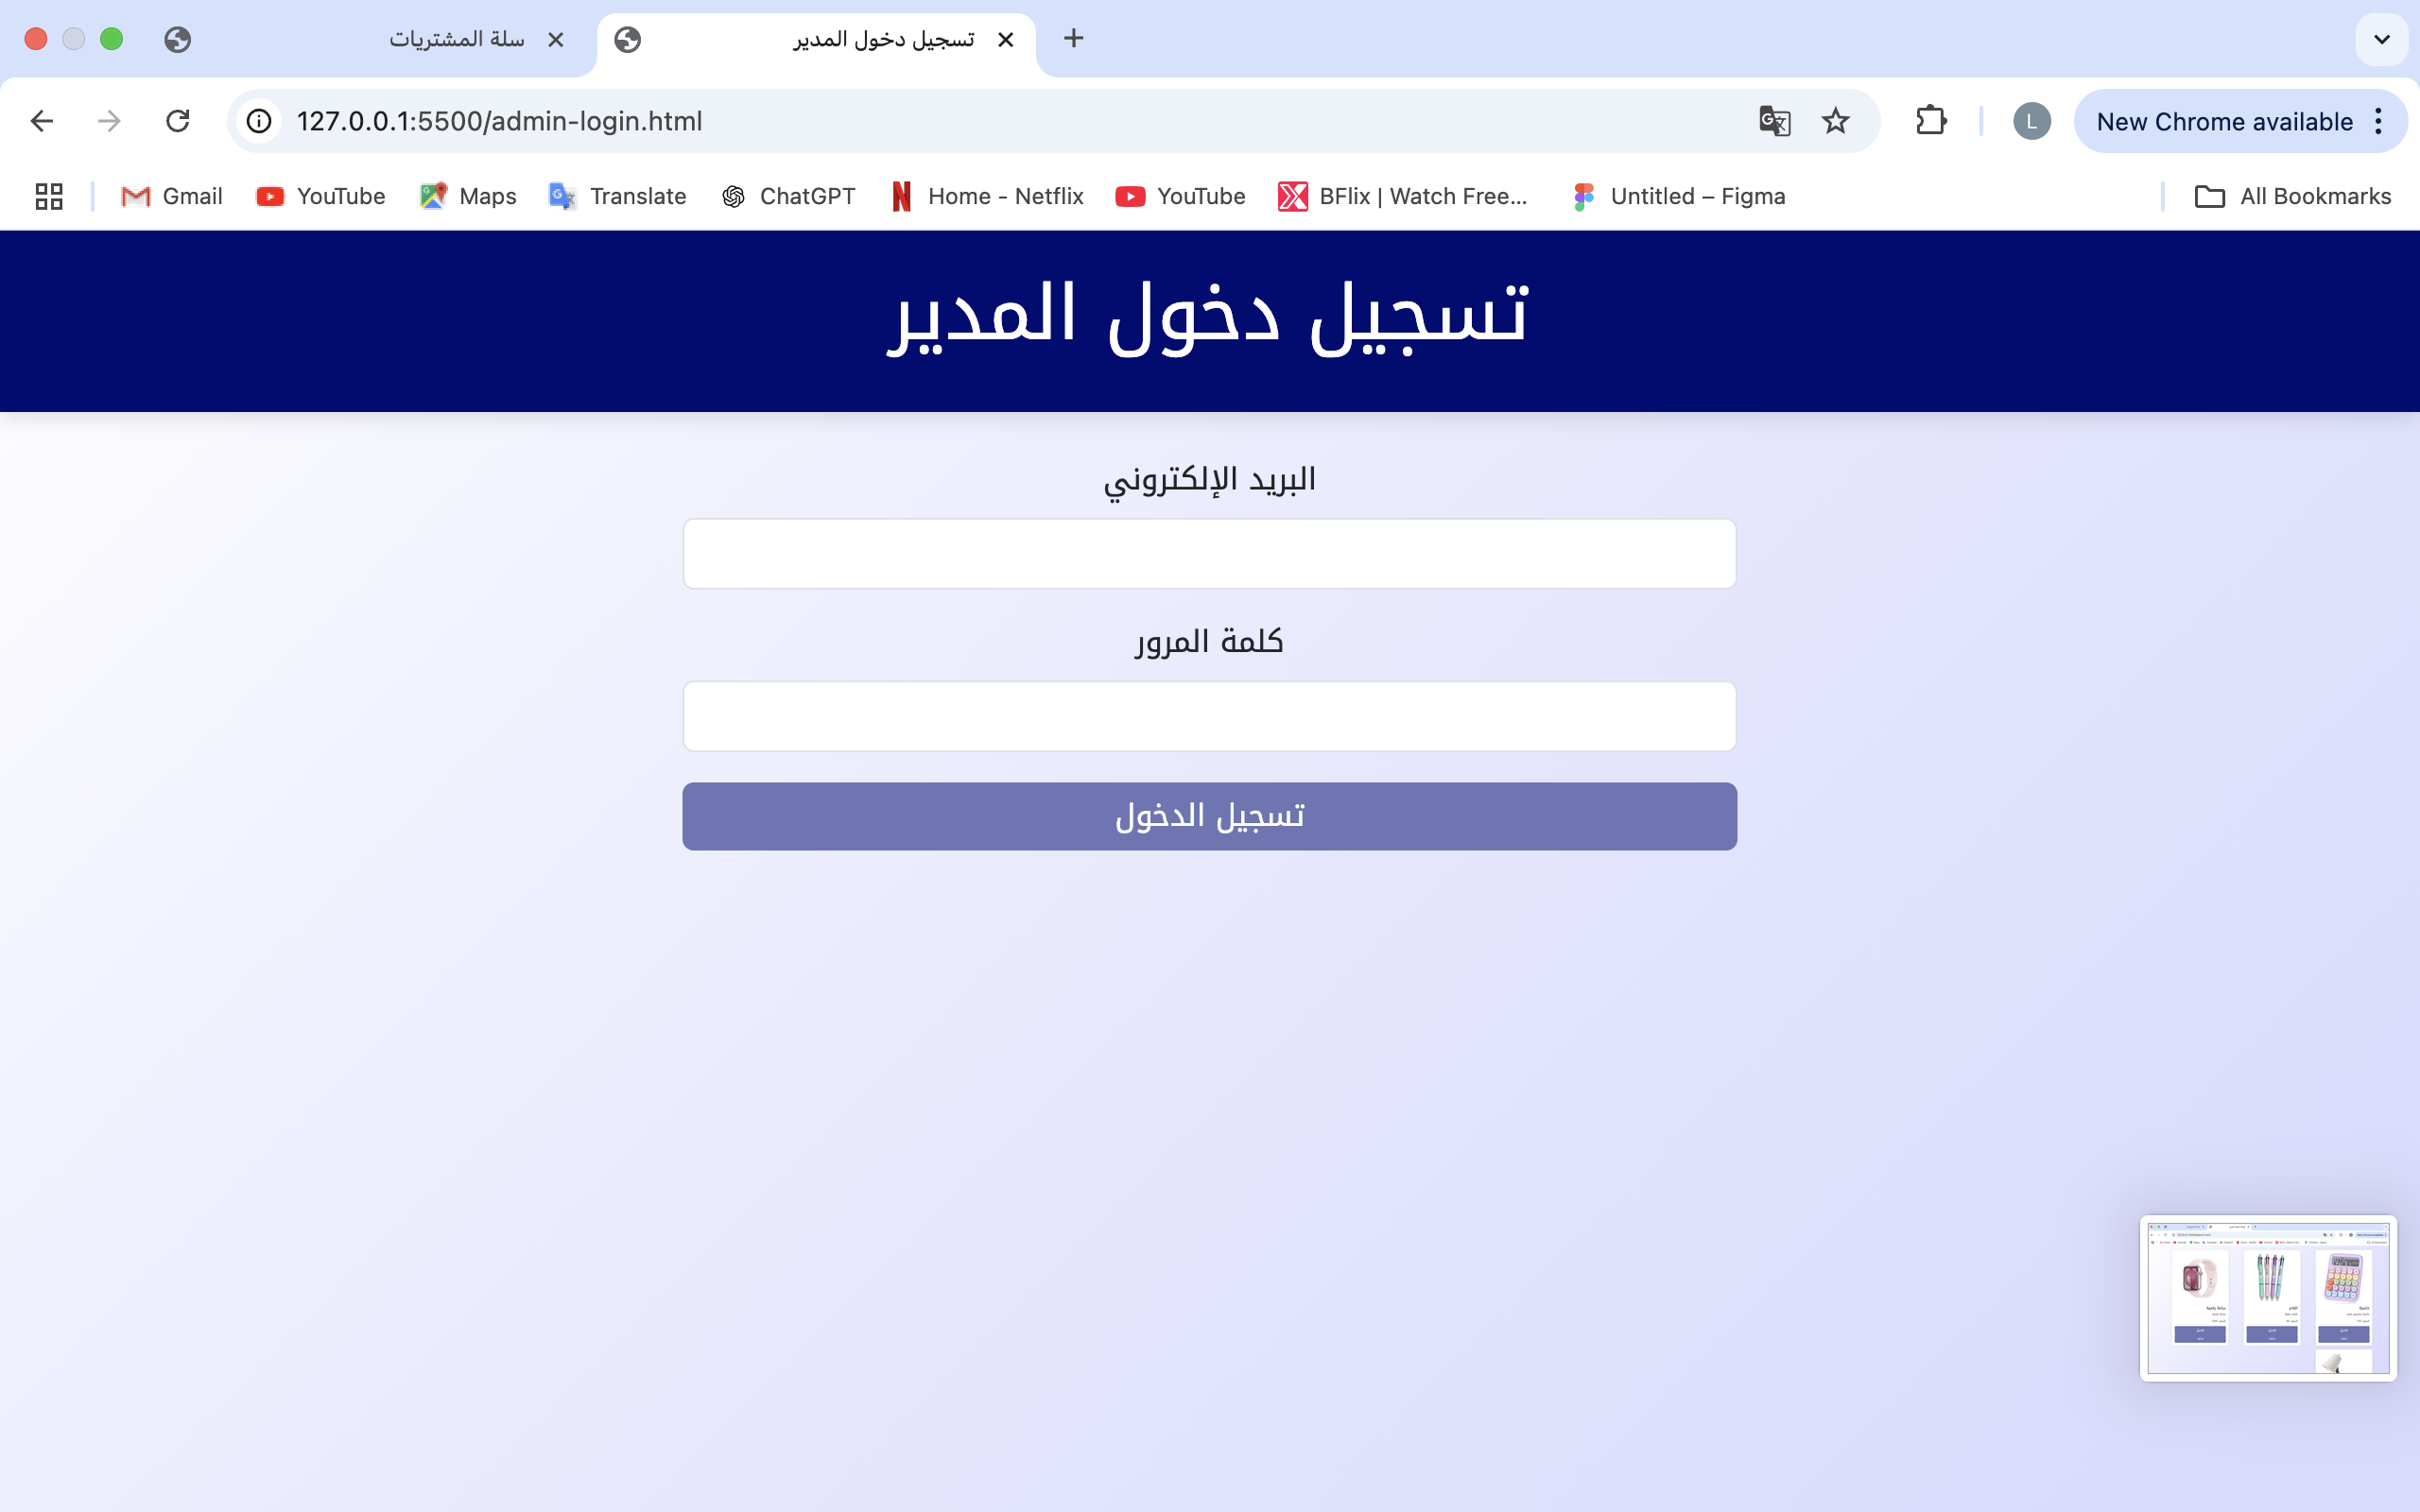 سلة المشتريات
تسجيل دخول المدير
127.0.0.1:5500/admin-login.html
L
New Chrome available
Gmail
YouTube
Maps
Translate
ChatGPT
Home - Netflix
YouTube
BFlix | Watch Free...
Untitled – Figma
All Bookmarks
تسجيل دخول المدير
البريد الإلكتروني
كلمة المرور
تسجيل الدخول